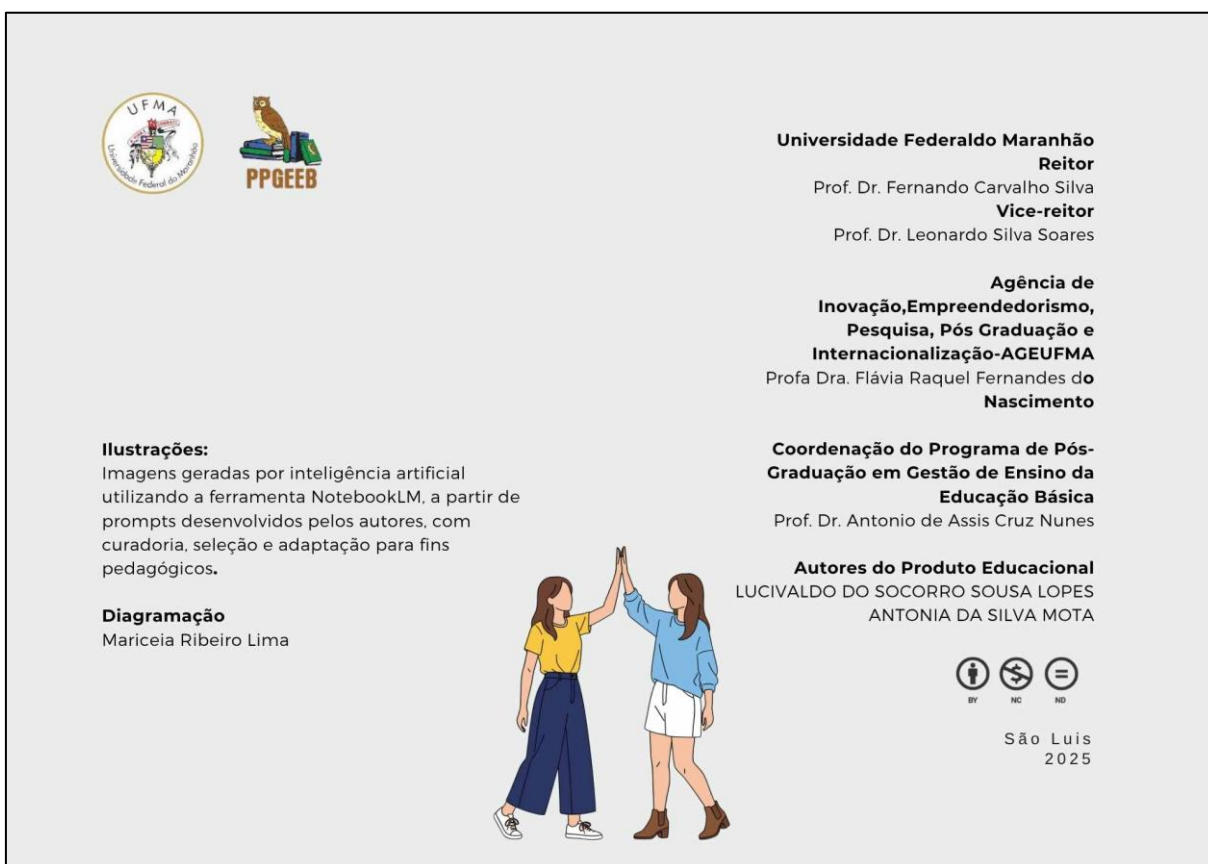 UFMA
Universidade Federal do Maranhão
PPGEEB
Universidade Federaldo Maranhão
Reitor
Prof. Dr. Fernando Carvalho Silva
Vice-reitor
Prof. Dr. Leonardo Silva Soares
Agência de
Inovação,Empreendedorismo,
Pesquisa, Pós Graduação e
Internacionalização-AGEUFMA
Profa Dra. Flávia Raquel Fernandes do
Nascimento
Ilustrações:
Imagens geradas por inteligência artificial
utilizando a ferramenta NotebookLM, a partir de
prompts desenvolvidos pelos autores, com
curadoria, seleção e adaptação para fins
pedagógicos.
Diagramação
Mariceia Ribeiro Lima
Coordenação do Programa de Pós-
Graduação em Gestão de Ensino da
Educação Básica
Prof. Dr. Antonio de Assis Cruz Nunes
Autores do Produto Educacional
LUCIVALDO DO SOCORRO SOUSA LOPES
ANTONIA DA SILVA MOTA
BY NC ND
São Luis
2025